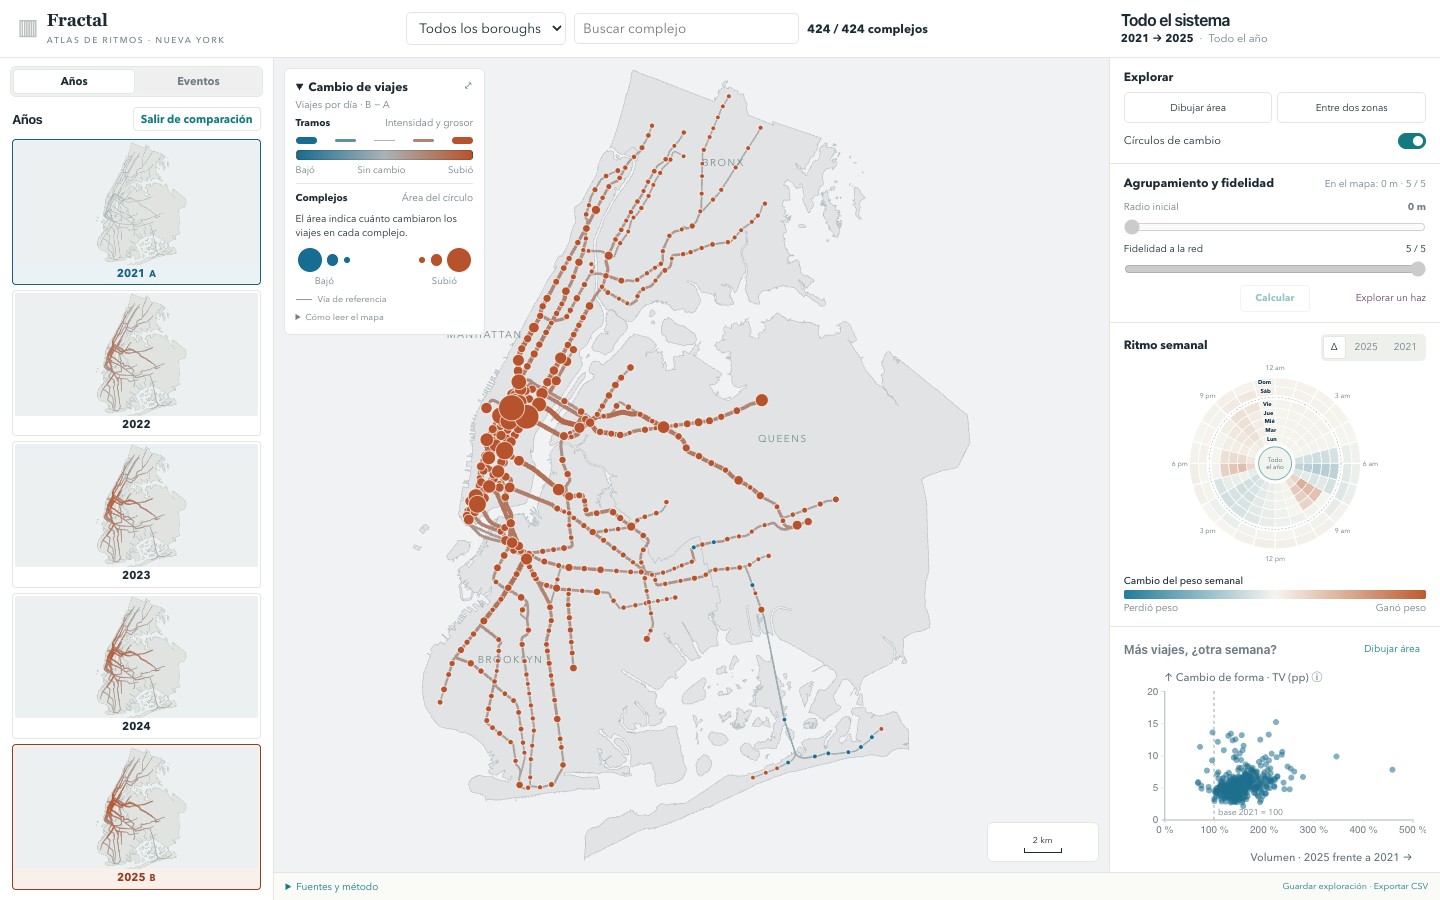 Fractal
ATLAS DE RITMOS · NUEVA YORK
Todos los boroughs
Buscar complejo
424 / 424 complejos
Todo el sistema
2021 → 2025 · Todo el año
Años
Eventos
Años
Salir de comparación
2021 A
2022
2023
2024
2025 B
▼ Cambio de viajes
Viajes por día · B − A
Tramos
Intensidad y grosor
Bajó
Sin cambio
Subió
Complejos
Área del círculo
El área indica cuánto cambiaron los
viajes en cada complejo.
Bajó
Subió
Vía de referencia
▶ Cómo leer el mapa
BRONX
MANHATTAN
QUEENS
BROOKLYN
2 km
▶ Fuentes y método
Guardar exploración · Exportar CSV
Explorar
Dibujar área
Entre dos zonas
Círculos de cambio
Agrupamiento y fidelidad
En el mapa: 0 m · 5 / 5
Radio inicial
0 m
Fidelidad a la red
5 / 5
Calcular
Explorar un haz
Ritmo semanal
Δ
2025
2021
12 am
3 am
6 am
9 am
12 pm
3 pm
6 pm
9 pm
Dom
Sáb
Vie
Jue
Mié
Mar
Lun
Todo
el año
Cambio del peso semanal
Perdió peso
Ganó peso
Más viajes, ¿otra semana?
Dibujar área
↑ Cambio de forma · TV (pp) ⓘ
20
15
10
5
0
base 2021 = 100
0 %
100 %
200 %
300 %
400 %
500 %
Volumen · 2025 frente a 2021 →